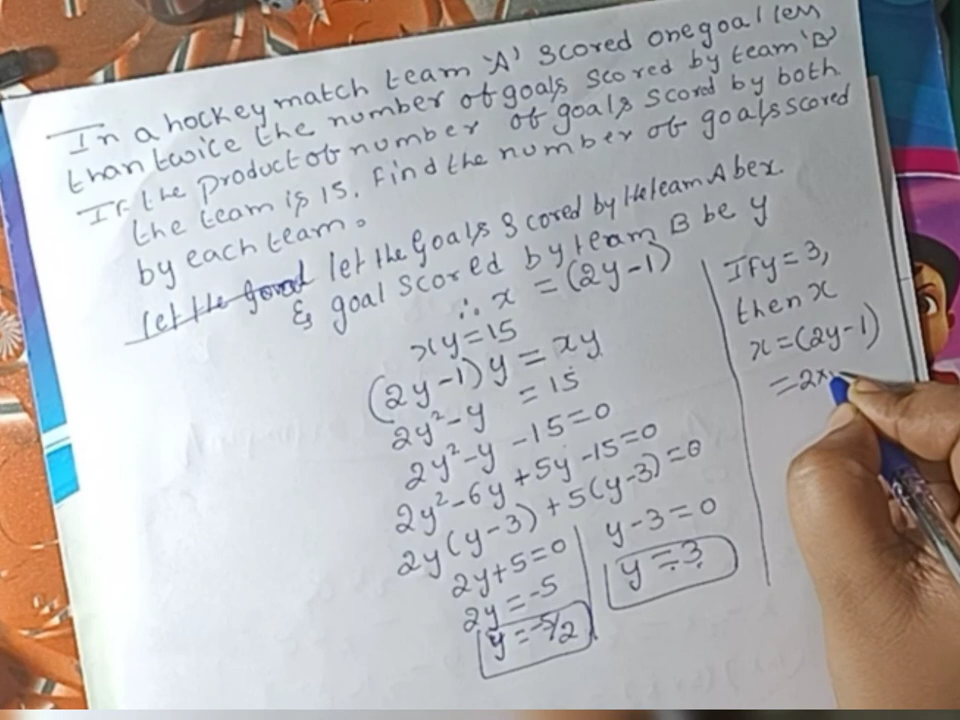 In a hockey match team 'A' scored one goal less
than twice the number of goals scored by team 'B'
If the product of number of goals scored by both
the team is 15. Find the number of goals scored
by each team.
let the let the Goals Scored by the team A be x.
& goal scored by team B be y
∴ x = (2y-1)
xy=15
(2y-1)y = xy
2y²-y = 15
2y²-y-15=0
2y²-6y+5y-15=0
2y(y-3)+5(y-3)=0
2y+5=0
2y=-5
y=-5/2
y-3=0
y=3
If y=3,
then x
x=(2y-1)
=2×